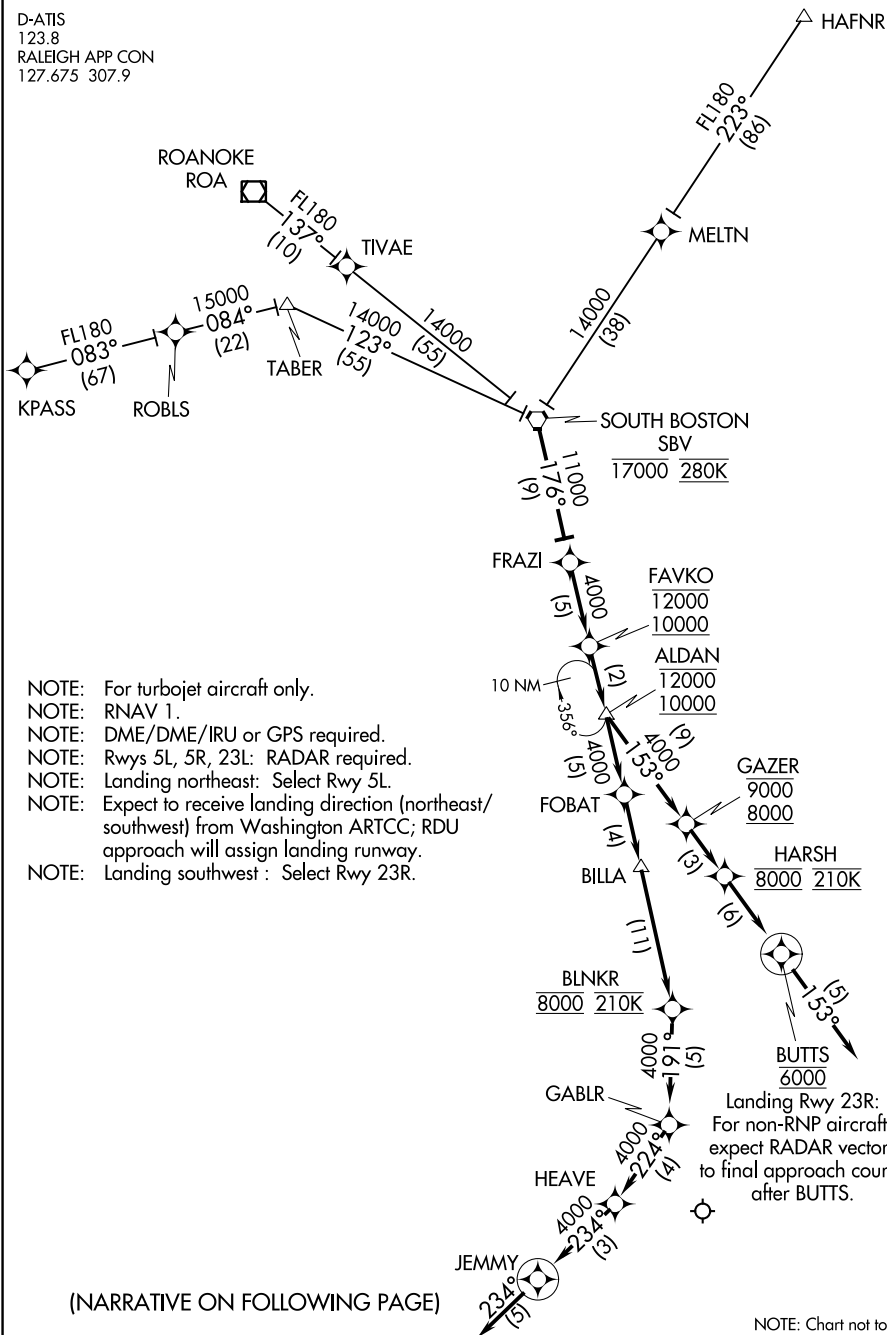 D-ATIS
123.8
RALEIGH APP CON
127.675 307.9
HAFNR
FL180
223°
(86)
ROANOKE
ROA
FL180
137°
(10)
TIVAE
MELTN
14000
(38)
14000
(55)
FL180
083°
(67)
15000
084°
(22)
14000
123°
(55)
TABER
KPASS
ROBLS
SOUTH BOSTON
SBV
17000 280K
11000
176°
(9)
FRAZI
4000
(5)
FAVKO
12000
10000
(2)
ALDAN
12000
10000
10 NM
356°
4000
(5)
(9)
4000
153°
FOBAT
GAZER
9000
8000
(4)
(3)
HARSH
8000 210K
BILLA
(6)
(11)
BLNKR
8000 210K
(5)
153°
BUTTS
6000
4000
191°
(5)
GABLR
Landing Rwy 23R:
For non-RNP aircraft
expect RADAR vector
to final approach cour
after BUTTS.
4000
224°
(4)
HEAVE
4000
234°
(3)
JEMMY
234°
(5)
NOTE: For turbojet aircraft only.
NOTE: RNAV 1.
NOTE: DME/DME/IRU or GPS required.
NOTE: Rwys 5L, 5R, 23L: RADAR required.
NOTE: Landing northeast: Select Rwy 5L.
NOTE: Expect to receive landing direction (northeast/
southwest) from Washington ARTCC; RDU
approach will assign landing runway.
NOTE: Landing southwest : Select Rwy 23R.
(NARRATIVE ON FOLLOWING PAGE)
NOTE: Chart not to